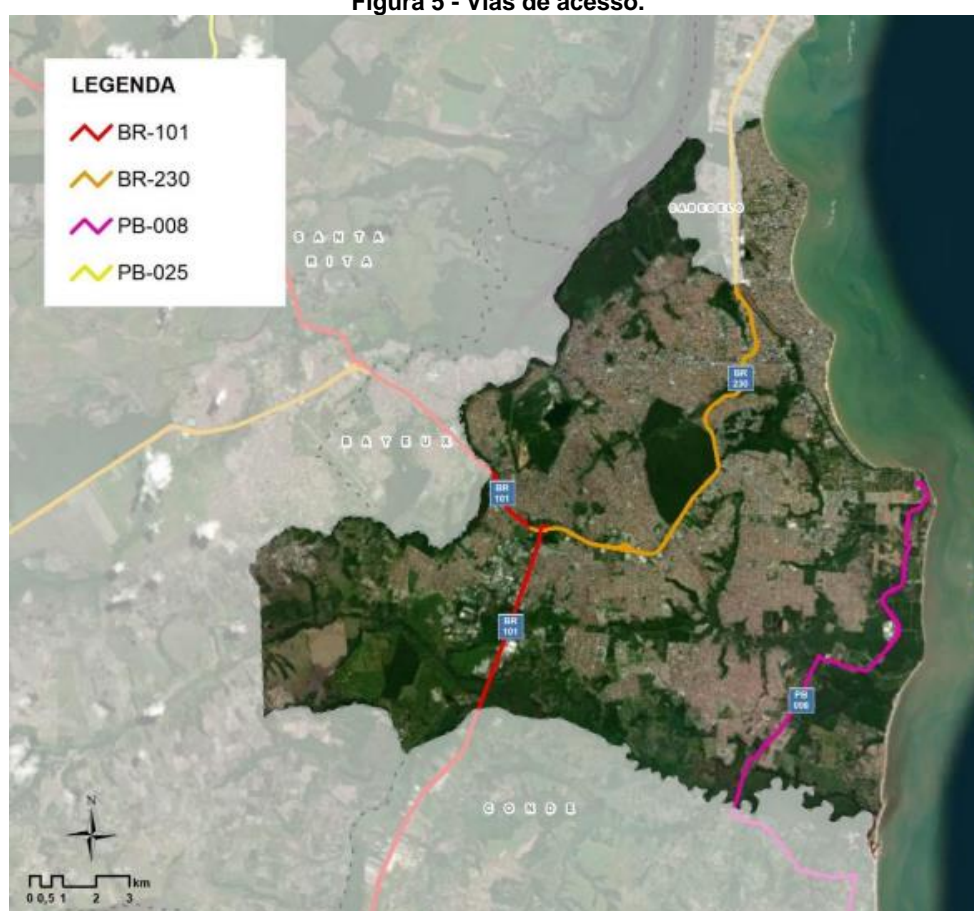 Figura 5 - Vias de acesso.
LEGENDA
BR-101
BR-230
PB-008
PB-025
SANTA
RITA
CABEDELO
BR
230
BAYEUX
BR
101
BR
101
PB
008
CONDE
N
km
0 0,5 1 2 3